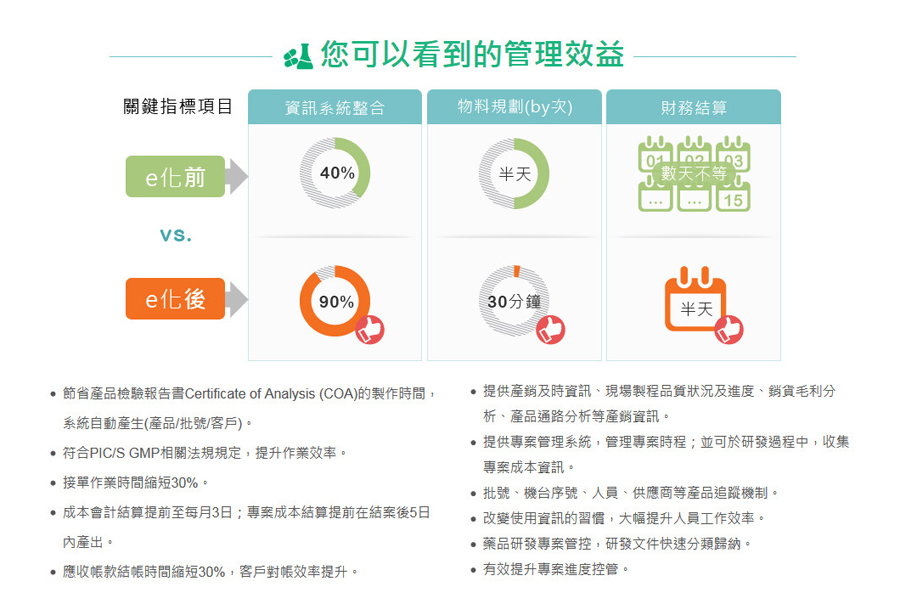 您可以看到的管理效益
關鍵指標項目
資訊系統整合
物料規劃(by次)
財務結算
e化前
40%
半天
01 02 03
數天不等
... ... 15
vs.
e化後
90%
30分鐘
半天
節省產品檢驗報告書Certificate of Analysis (COA)的製作時間，
系統自動產生(產品/批號/客戶)。
符合PIC/S GMP相關法規規定，提升作業效率。
接單作業時間縮短30%。
成本會計結算提前至每月3日；專案成本結算提前在結案後5日
內產出。
應收帳款結帳時間縮短30%，客戶對帳效率提升。
提供產銷及時資訊、現場製程品質狀況及進度、銷貨毛利分
析、產品通路分析等產銷資訊。
提供專案管理系統，管理專案時程；並可於研發過程中，收集
專案成本資訊。
批號、機台序號、人員、供應商等產品追蹤機制。
改變使用資訊的習慣，大幅提升人員工作效率。
藥品研發專案管控，研發文件快速分類歸納。
有效提升專案進度控管。